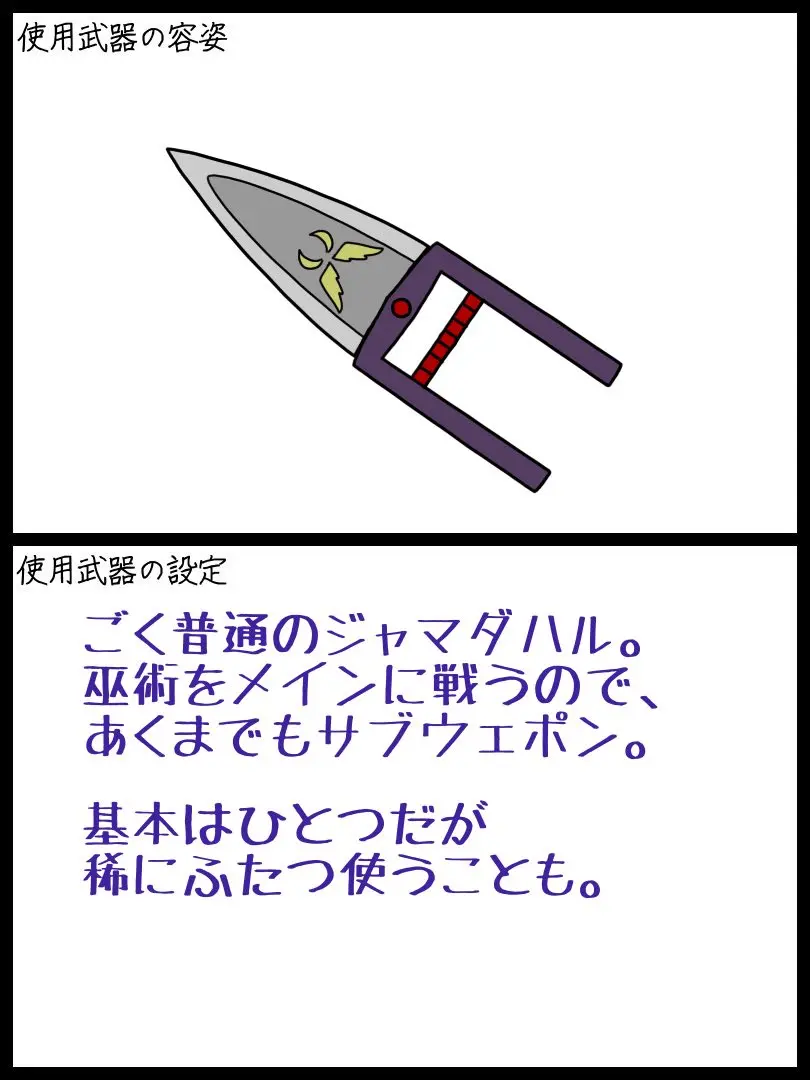 使用武器の容姿
使用武器の設定
ごく普通のジャマダハル。
巫術をメインに戦うので、
あくまでもサブウェポン。
基本はひとつだが
稀にふたつ使うことも。